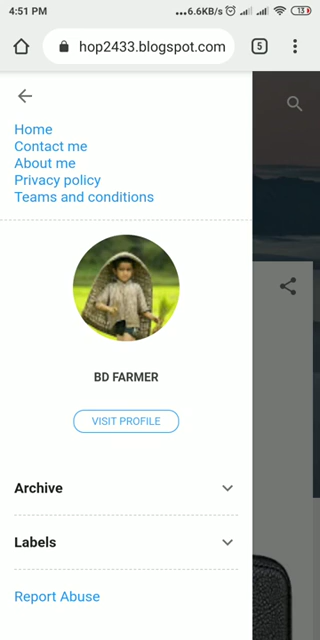 4:51 PM ...6.6KB/s 13
hop2433.blogspot.com 5
Home
Contact me
About me
Privacy policy
Teams and conditions
BD FARMER
VISIT PROFILE
Archive
Labels
Report Abuse